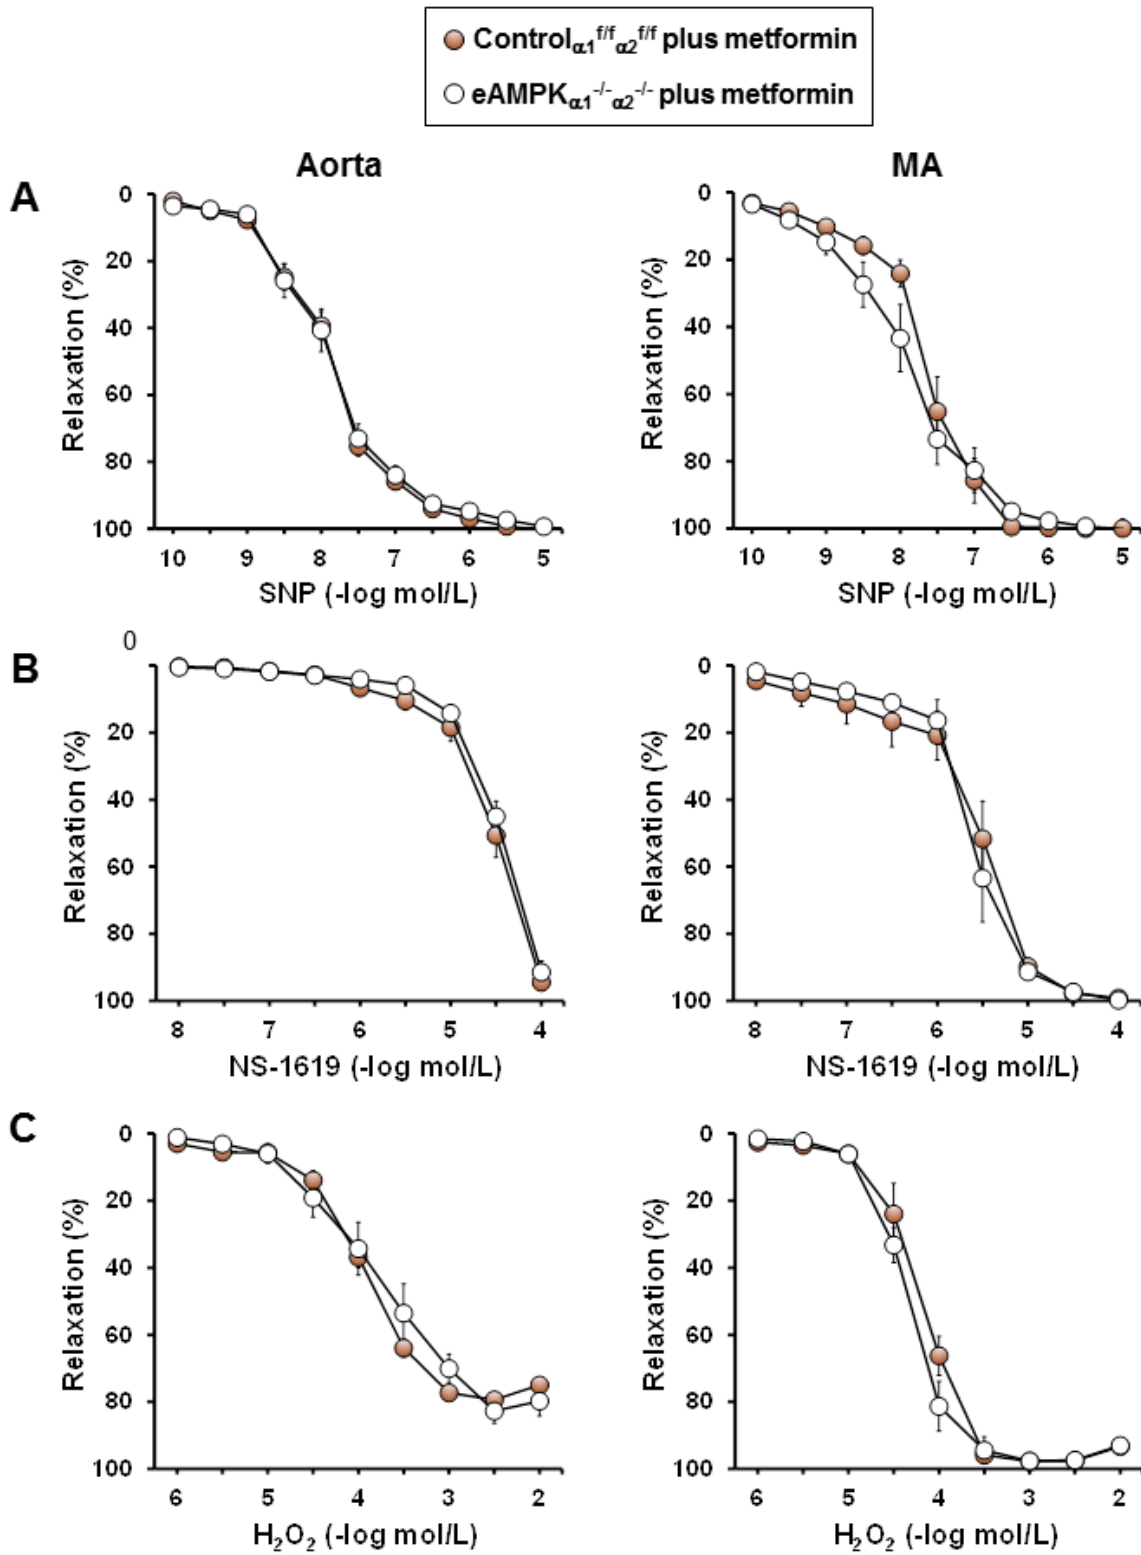 Controlα1f/fα2f/f plus metformin
eAMPKα1-/-α2-/- plus metformin
Aorta
MA
A
0
20
40
60
80
100
Relaxation (%)
10 9 8 7 6 5
SNP (-log mol/L)
0
20
40
60
80
100
Relaxation (%)
10 9 8 7 6 5
SNP (-log mol/L)
B
0
20
40
60
80
100
Relaxation (%)
8 7 6 5 4
NS-1619 (-log mol/L)
0
20
40
60
80
100
Relaxation (%)
8 7 6 5 4
NS-1619 (-log mol/L)
C
0
20
40
60
80
100
Relaxation (%)
6 5 4 3 2
H2O2 (-log mol/L)
0
20
40
60
80
100
Relaxation (%)
6 5 4 3 2
H2O2 (-log mol/L)